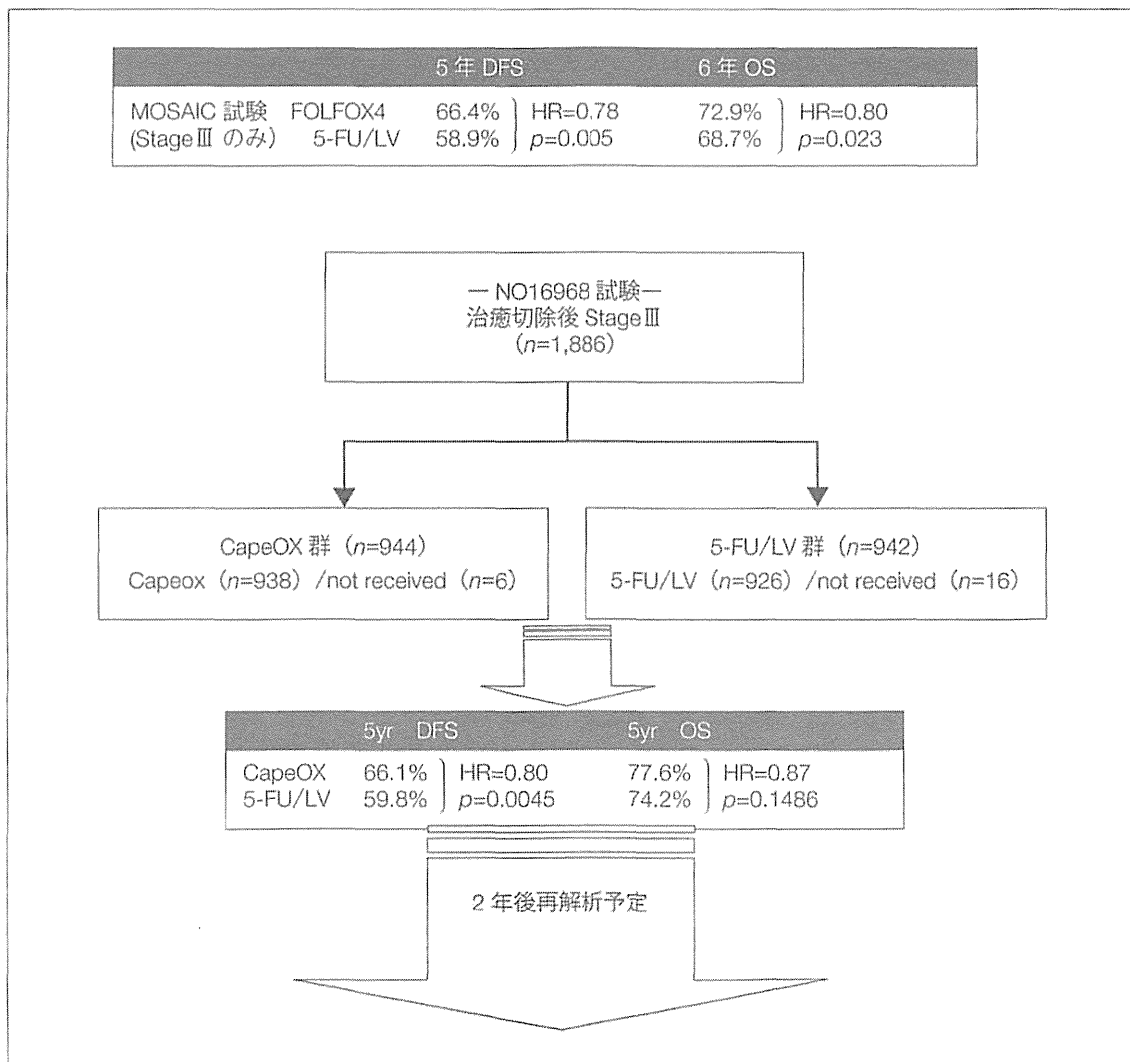 5年 DFS 6年 OS
MOSAIC 試験 FOLFOX4 66.4% HR=0.78 72.9% HR=0.80
(StageⅢ のみ) 5-FU/LV 58.9% p=0.005 68.7% p=0.023
― NO16968 試験―
治癒切除後 StageⅢ
(n=1,886)
CapeOX 群（n=944）
Capeox（n=938）/not received（n=6）
5-FU/LV 群（n=942）
5-FU/LV（n=926）/not received（n=16）
5yr DFS 5yr OS
CapeOX 66.1% HR=0.80 77.6% HR=0.87
5-FU/LV 59.8% p=0.0045 74.2% p=0.1486
2 年後再解析予定